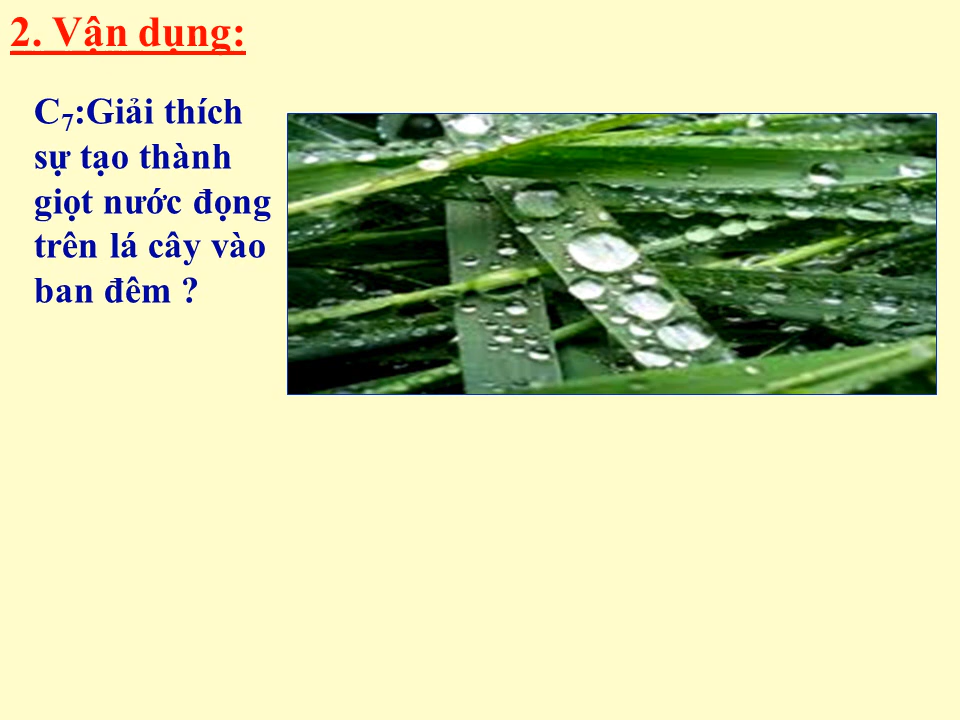 2. Vận dụng:
C₇:Giải thích
sự tạo thành
giọt nước đọng
trên lá cây vào
ban đêm ?